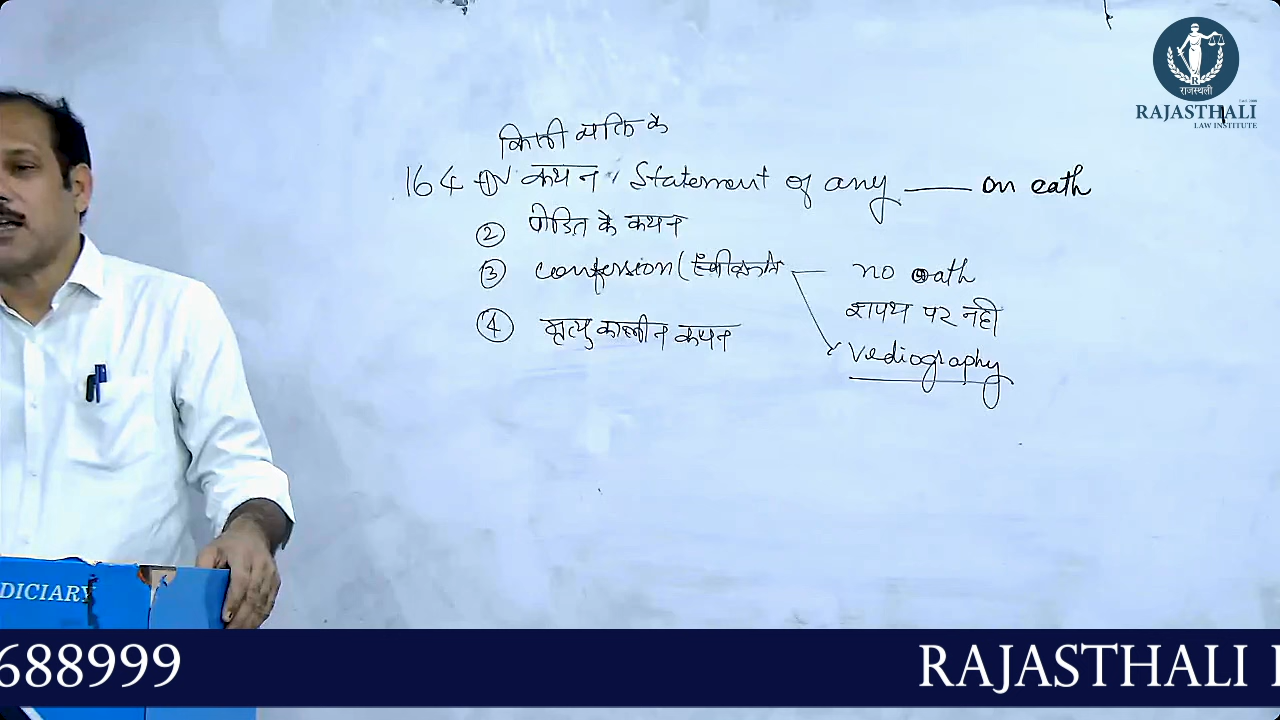 राजस्थली
RAJASTHALI
LAW INSTITUTE
किसी व्यक्ति के
164 ① कथन, Statement of any —— on oath
② पीडित के कथन
③ confession (संस्वीकृति
no oath
शपथ पर नही
Vediography
④ मृत्यु कालीन कथन
DICIARY
688999
RAJASTHALI